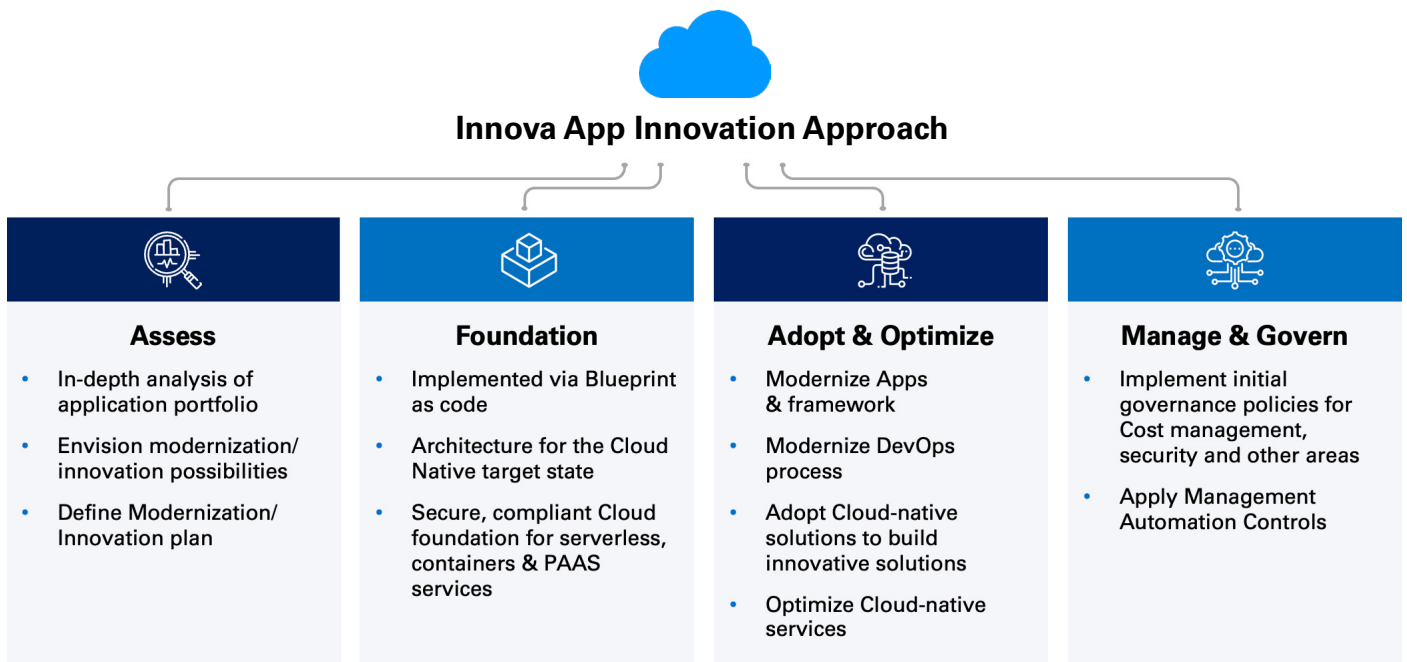 Innova App Innovation Approach
Assess
• In-depth analysis of
application portfolio
• Envision modernization/
innovation possibilities
• Define Modernization/
Innovation plan
Foundation
• Implemented via Blueprint
as code
• Architecture for the Cloud
Native target state
• Secure, compliant Cloud
foundation for serverless,
containers & PAAS
services
Adopt & Optimize
• Modernize Apps
& framework
• Modernize DevOps
process
• Adopt Cloud-native
solutions to build
innovative solutions
• Optimize Cloud-native
services
Manage & Govern
• Implement initial
governance policies for
Cost management,
security and other areas
• Apply Management
Automation Controls